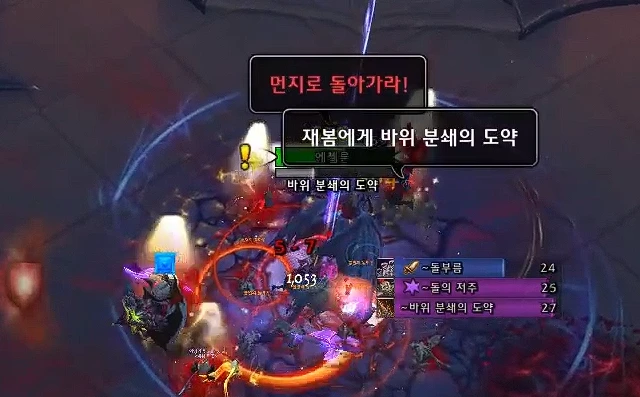 먼지로 돌아가라!
재봄에게 바위 분쇄의 도약
에첼론
바위 분쇄의 도약
5
7
1,053
~돌부름 24
~돌의 저주 25
~바위 분쇄의 도약 27